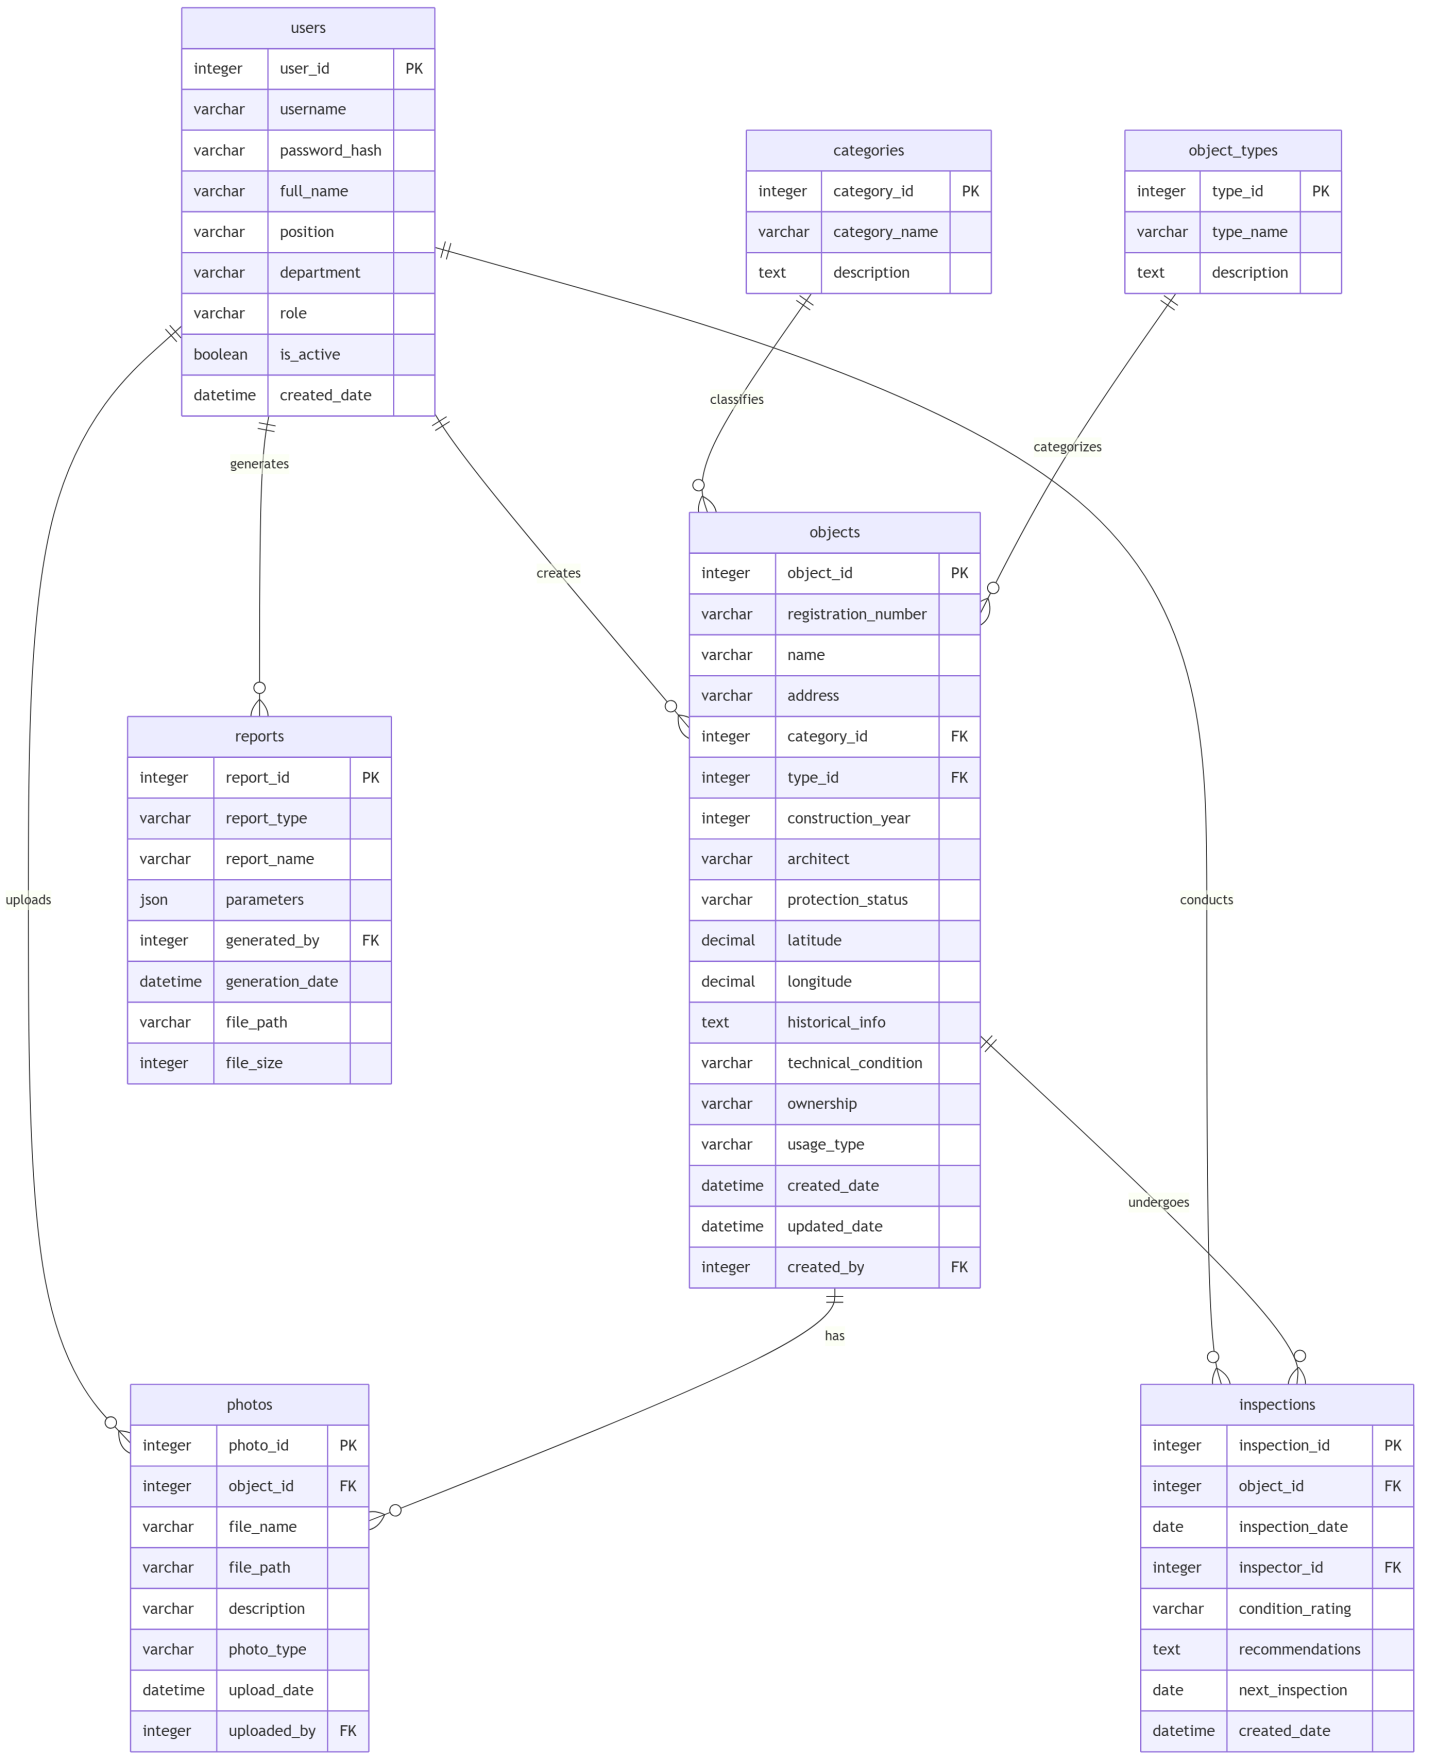 users
integer user_id PK
varchar username
varchar password_hash
varchar full_name
varchar position
varchar department
varchar role
boolean is_active
datetime created_date
categories
integer category_id PK
varchar category_name
text description
object_types
integer type_id PK
varchar type_name
text description
classifies
categorizes
generates
creates
uploads
conducts
undergoes
has
objects
integer object_id PK
varchar registration_number
varchar name
varchar address
integer category_id FK
integer type_id FK
integer construction_year
varchar architect
varchar protection_status
decimal latitude
decimal longitude
text historical_info
varchar technical_condition
varchar ownership
varchar usage_type
datetime created_date
datetime updated_date
integer created_by FK
reports
integer report_id PK
varchar report_type
varchar report_name
json parameters
integer generated_by FK
datetime generation_date
varchar file_path
integer file_size
photos
integer photo_id PK
integer object_id FK
varchar file_name
varchar file_path
varchar description
varchar photo_type
datetime upload_date
integer uploaded_by FK
inspections
integer inspection_id PK
integer object_id FK
date inspection_date
integer inspector_id FK
varchar condition_rating
text recommendations
date next_inspection
datetime created_date